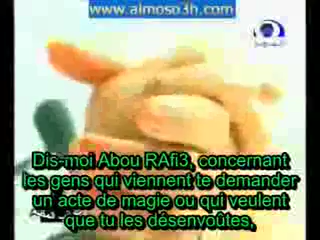 www.almoso3h.com
Dis-moi Abou RAfi3, concernant
les gens qui viennent te demander
un acte de magie ou qui veulent
que tu les désenvoûtes,